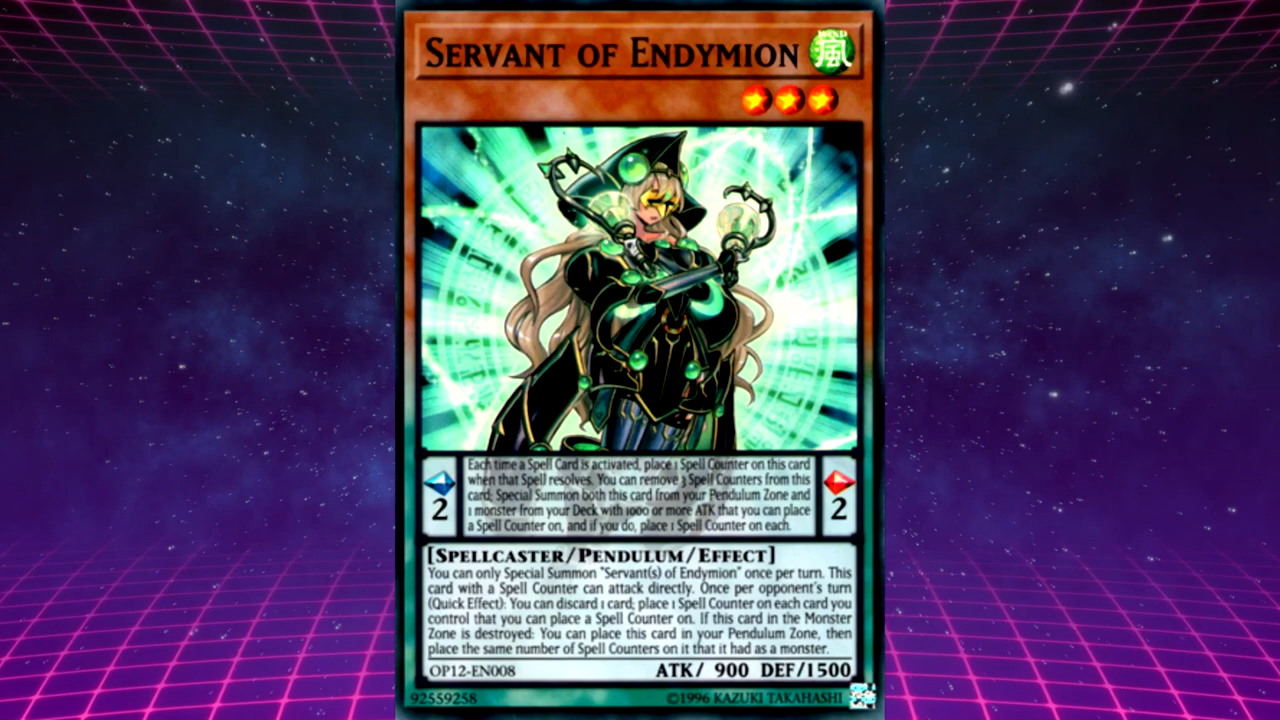 SERVANT OF ENDYMION
WIND
風
Each time a Spell Card is activated, place 1 Spell Counter on this card
when that Spell resolves. You can remove 3 Spell Counters from this
card; Special Summon both this card from your Pendulum Zone and
1 monster from your Deck with 1000 or more ATK that you can place
a Spell Counter on, and if you do, place 1 Spell Counter on each.
2
2
[SPELLCASTER/PENDULUM/EFFECT]
You can only Special Summon "Servant(s) of Endymion" once per turn. This
card with a Spell Counter can attack directly. Once per opponent's turn
(Quick Effect): You can discard 1 card; place 1 Spell Counter on each card you
control that you can place a Spell Counter on. If this card in the Monster
Zone is destroyed: You can place this card in your Pendulum Zone, then
place the same number of Spell Counters on it that it had as a monster.
OP12-EN008
ATK/ 900 DEF/1500
92559258
©1996 KAZUKI TAKAHASHI